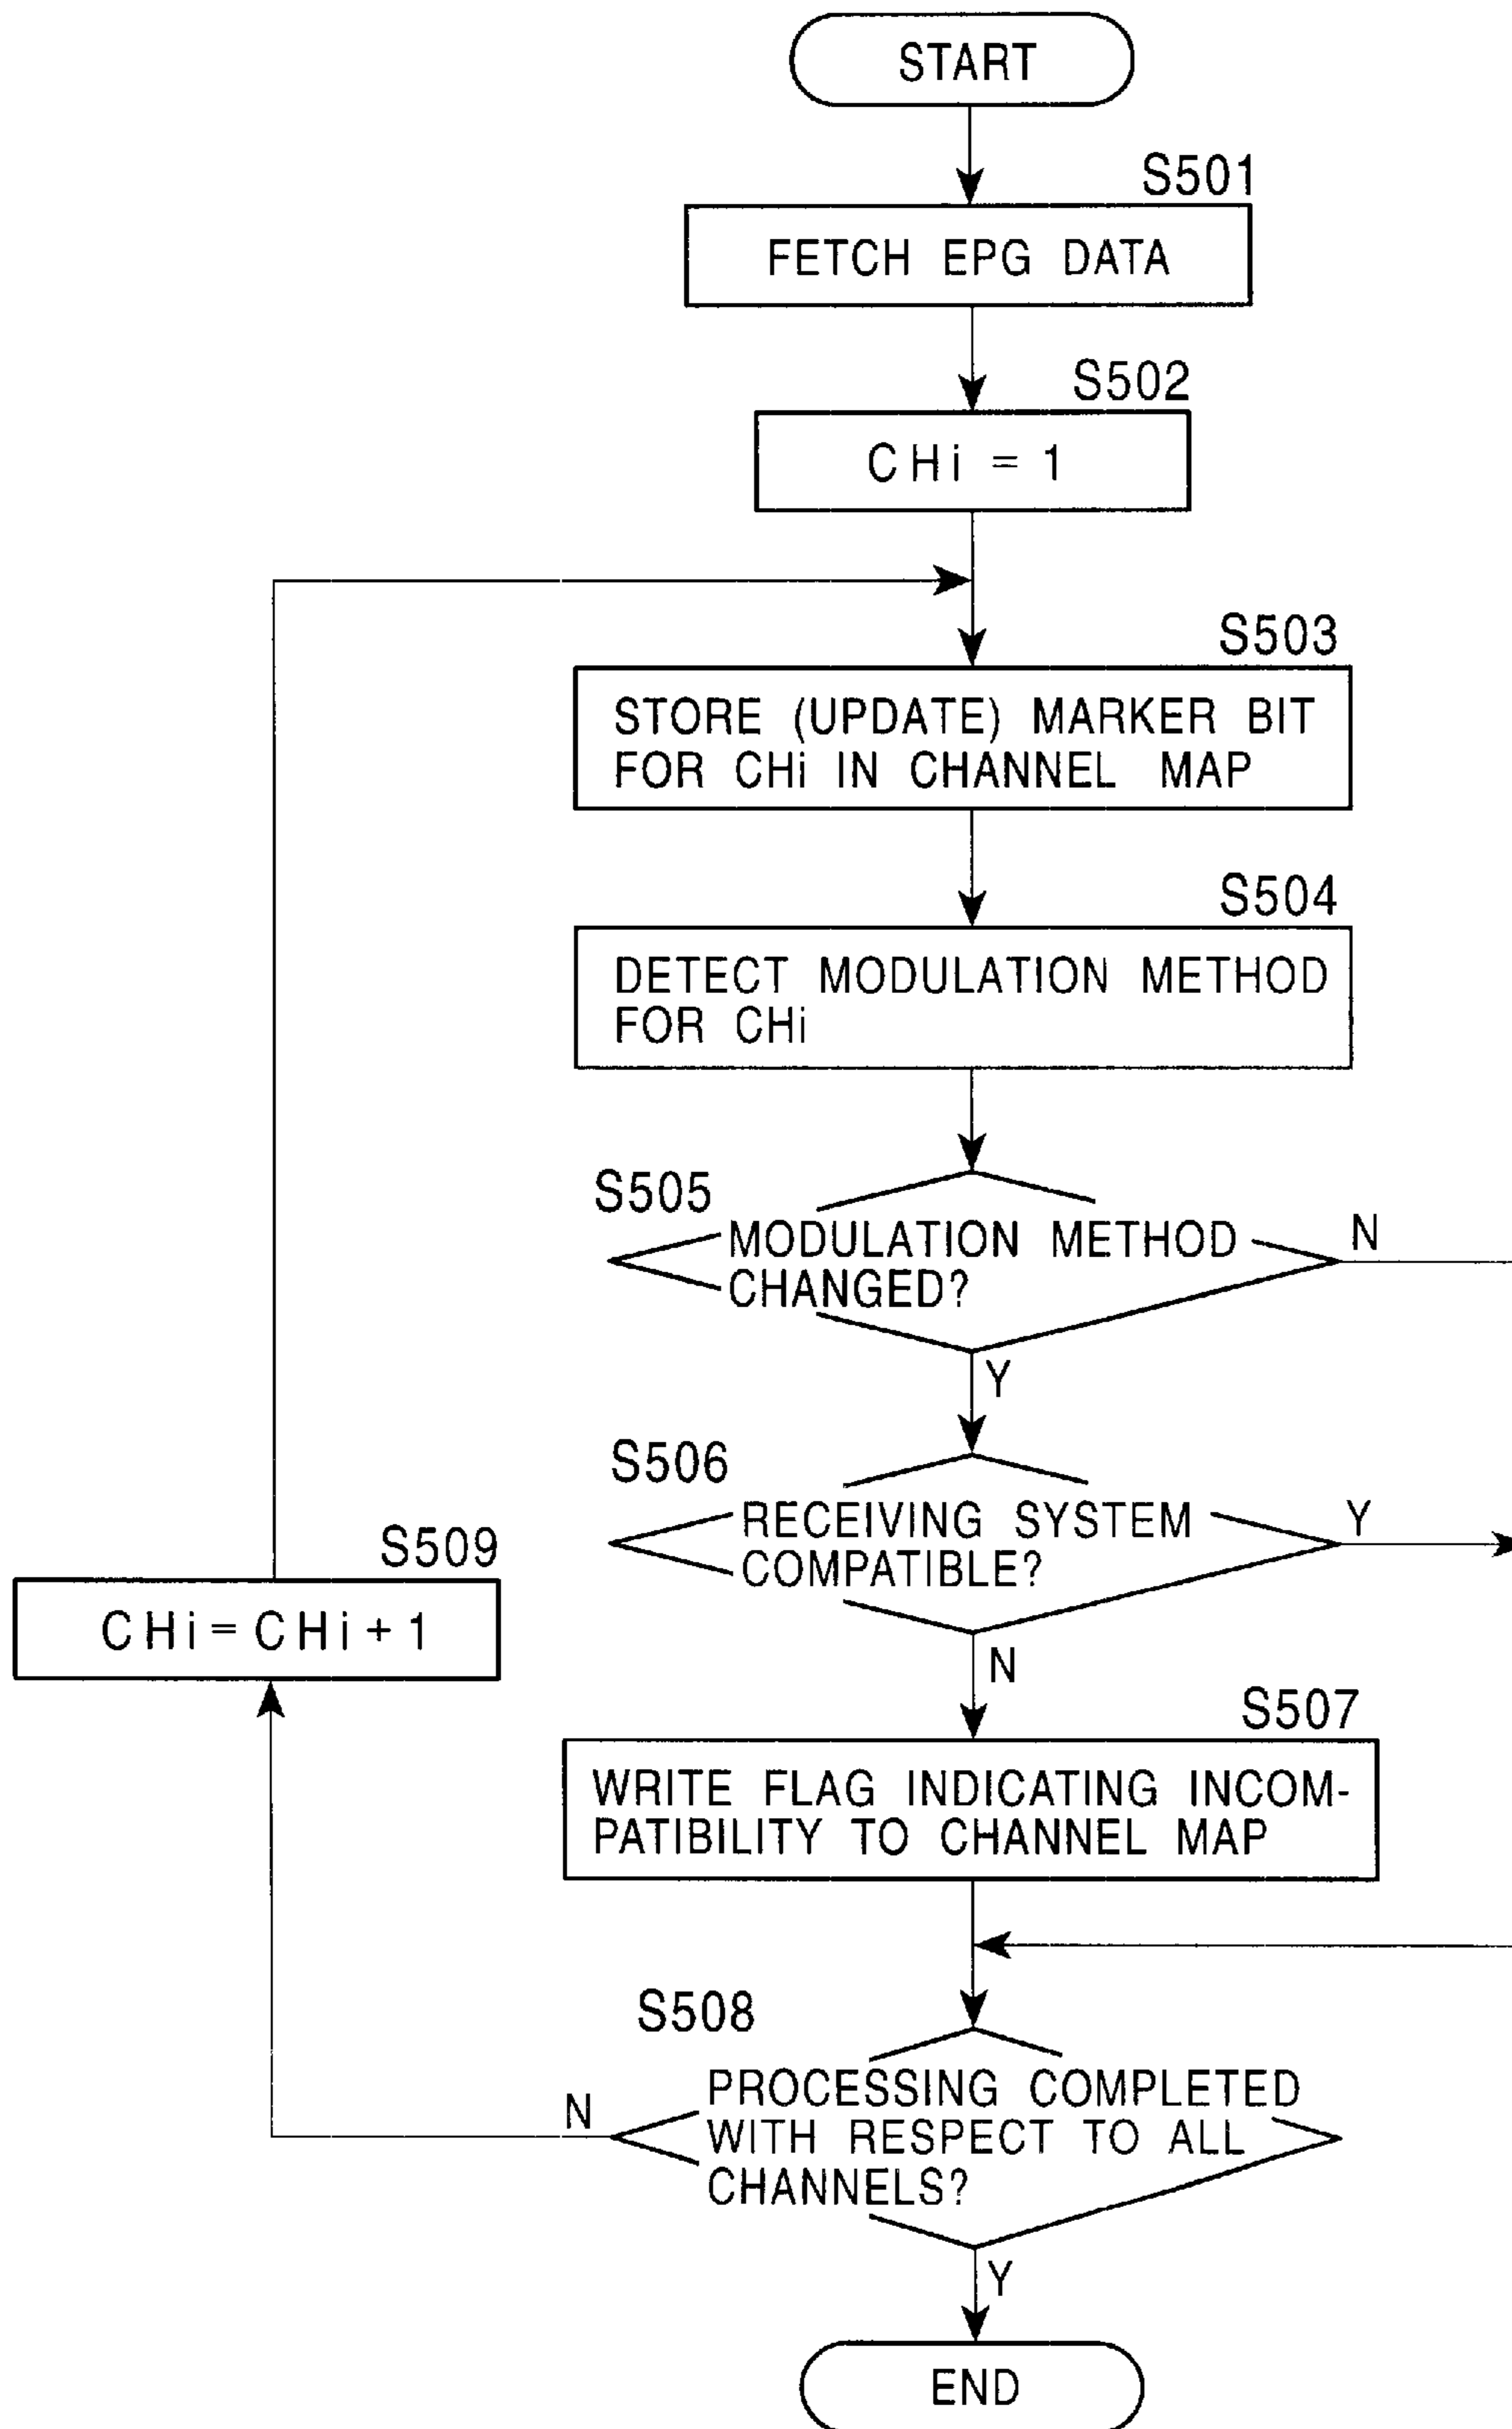 START
S501
FETCH EPG DATA
S502
CHi = 1
S503
STORE (UPDATE) MARKER BIT
FOR CHi IN CHANNEL MAP
S504
DETECT MODULATION METHOD
FOR CHi
S505
MODULATION METHOD
CHANGED?
N
Y
S506
RECEIVING SYSTEM
COMPATIBLE?
Y
N
S509
CHi = CHi + 1
S507
WRITE FLAG INDICATING INCOM-
PATIBILITY TO CHANNEL MAP
S508
PROCESSING COMPLETED
WITH RESPECT TO ALL
CHANNELS?
N
Y
END